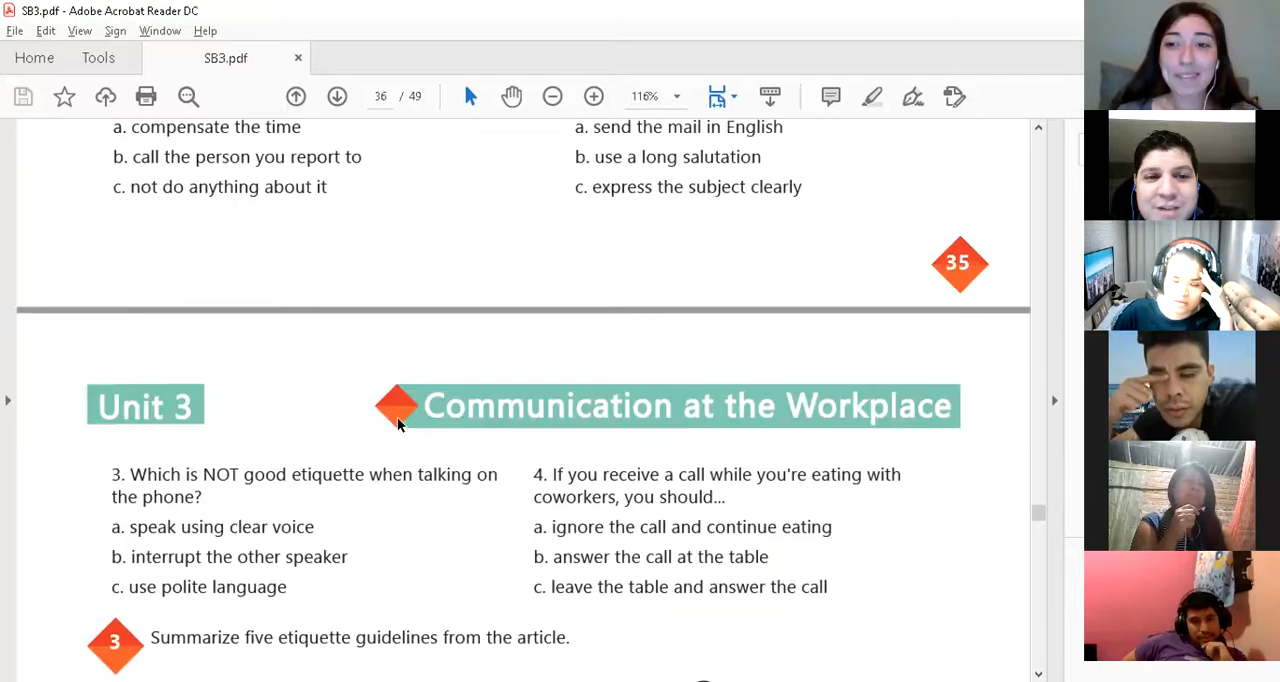 SB3.pdf - Adobe Acrobat Reader DC
File Edit View Sign Window Help
Home Tools SB3.pdf ×
36 / 49 116%
a. compensate the time
b. call the person you report to
c. not do anything about it
a. send the mail in English
b. use a long salutation
c. express the subject clearly
35
Unit 3
Communication at the Workplace
3. Which is NOT good etiquette when talking on
the phone?
a. speak using clear voice
b. interrupt the other speaker
c. use polite language
4. If you receive a call while you're eating with
coworkers, you should...
a. ignore the call and continue eating
b. answer the call at the table
c. leave the table and answer the call
3 Summarize five etiquette guidelines from the article.